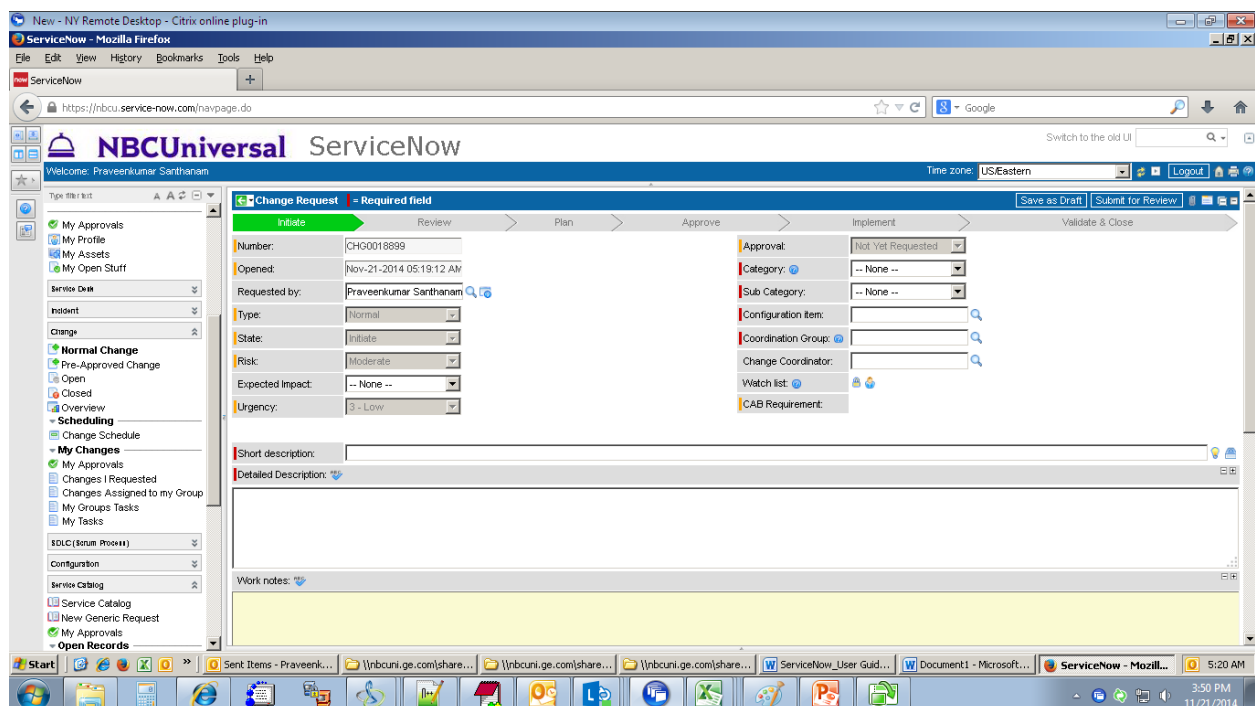 New - NY Remote Desktop - Citrix online plug-in
ServiceNow - Mozilla Firefox
File Edit View History Bookmarks Tools Help
now ServiceNow +
https://nbcu.service-now.com/navpage.do
8 Google
NBCUniversal ServiceNow
Switch to the old UI
Welcome: Praveenkumar Santhanam
Time zone: US/Eastern Logout
Type filter text A A
Change Request = Required field Save as Draft Submit for Review
Initiate Review Plan Approve Implement Validate & Close
My Approvals
My Profile
My Assets
My Open Stuff
Service Desk
Incident
Change
Normal Change
Pre-Approved Change
Open
Closed
Overview
Scheduling
Change Schedule
My Changes
My Approvals
Changes I Requested
Changes Assigned to my Group
My Groups Tasks
My Tasks
SDLC (Scrum Process)
Configuration
Service Catalog
Service Catalog
New Generic Request
My Approvals
Open Records
Number: CHG0018899
Opened: Nov-21-2014 05:19:12 AM
Requested by: Praveenkumar Santhanam
Type: Normal
State: Initiate
Risk: Moderate
Expected Impact: -- None --
Urgency: 3 - Low
Approval: Not Yet Requested
Category: -- None --
Sub Category: -- None --
Configuration item:
Coordination Group:
Change Coordinator:
Watch list:
CAB Requirement:
Short description:
Detailed Description:
Work notes:
Start Sent Items - Praveenk... \\nbcuni.ge.com\share... \\nbcuni.ge.com\share... \\nbcuni.ge.com\share... ServiceNow_User Guid... Document1 - Microsoft... ServiceNow - Mozill... 5:20 AM
3:50 PM
11/21/2014